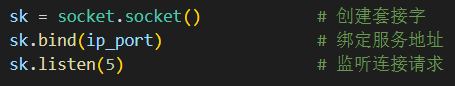 sk = socket.socket() # 创建套接字
sk.bind(ip_port) # 绑定服务地址
sk.listen(5) # 监听连接请求